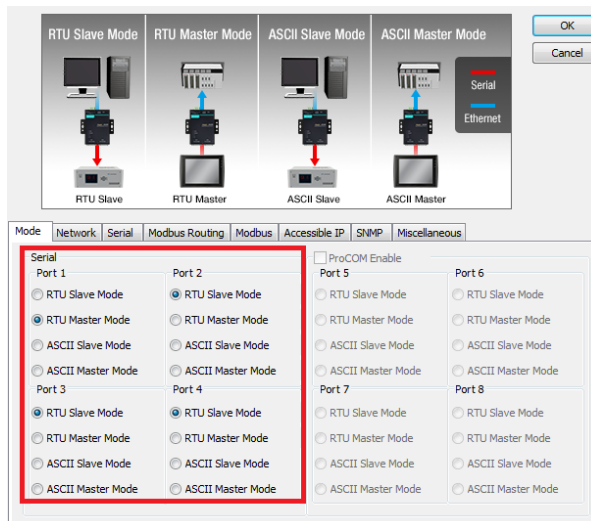 RTU Slave Mode RTU Master Mode ASCII Slave Mode ASCII Master Mode
OK
Cancel
Serial
Ethernet
RTU Slave RTU Master ASCII Slave ASCII Master
Mode Network Serial Modbus Routing Modbus Accessible IP SNMP Miscellaneous
Serial
Port 1
RTU Slave Mode
RTU Master Mode
ASCII Slave Mode
ASCII Master Mode
Port 2
RTU Slave Mode
RTU Master Mode
ASCII Slave Mode
ASCII Master Mode
Port 3
RTU Slave Mode
RTU Master Mode
ASCII Slave Mode
ASCII Master Mode
Port 4
RTU Slave Mode
RTU Master Mode
ASCII Slave Mode
ASCII Master Mode
ProCOM Enable
Port 5
RTU Slave Mode
RTU Master Mode
ASCII Slave Mode
ASCII Master Mode
Port 6
RTU Slave Mode
RTU Master Mode
ASCII Slave Mode
ASCII Master Mode
Port 7
RTU Slave Mode
RTU Master Mode
ASCII Slave Mode
ASCII Master Mode
Port 8
RTU Slave Mode
RTU Master Mode
ASCII Slave Mode
ASCII Master Mode